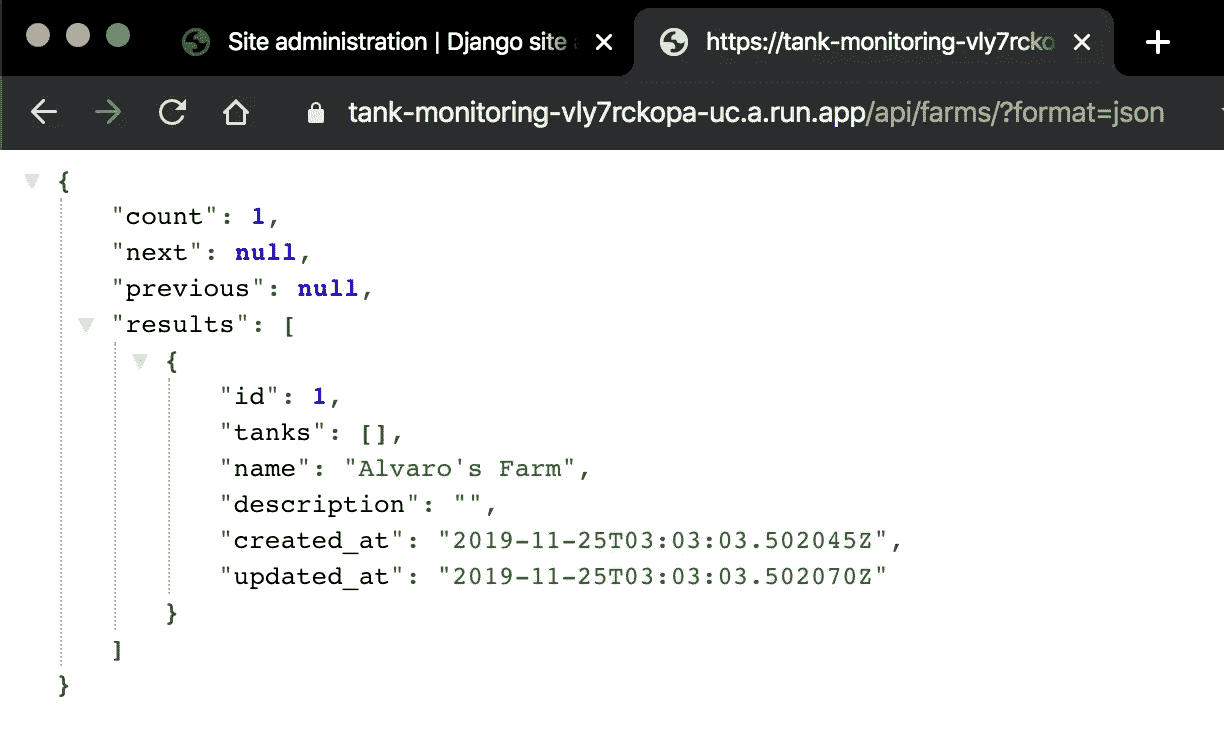 Site administration | Django site
https://tank-monitoring-vly7rcko
tank-monitoring-vly7rckopa-uc.a.run.app/api/farms/?format=json
{
"count": 1,
"next": null,
"previous": null,
"results": [
{
"id": 1,
"tanks": [],
"name": "Alvaro's Farm",
"description": "",
"created_at": "2019-11-25T03:03:03.502045Z",
"updated_at": "2019-11-25T03:03:03.502070Z"
}
]
}